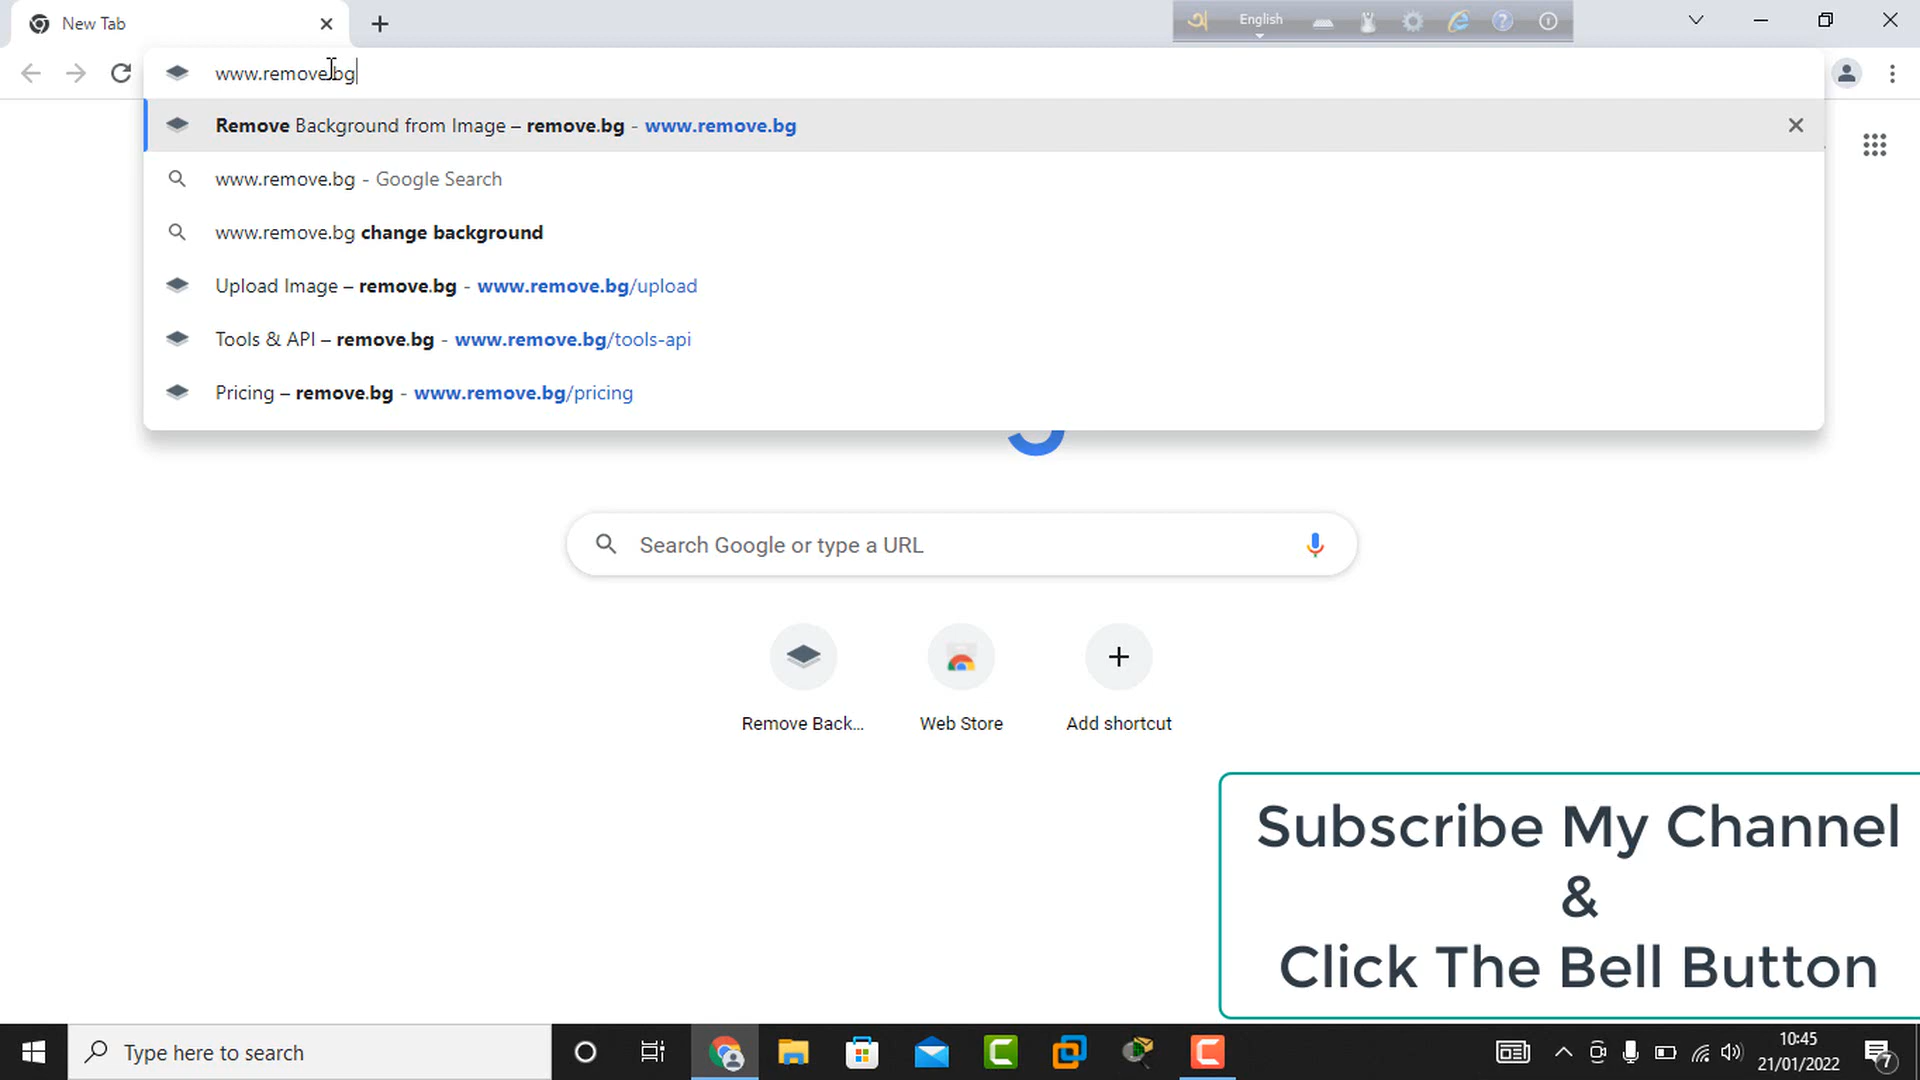 New Tab
English
www.remove.bg
Remove Background from Image – remove.bg - www.remove.bg
www.remove.bg - Google Search
www.remove.bg change background
Upload Image – remove.bg - www.remove.bg/upload
Tools & API – remove.bg - www.remove.bg/tools-api
Pricing – remove.bg - www.remove.bg/pricing
Search Google or type a URL
Remove Back...
Web Store
Add shortcut
Subscribe My Channel
&
Click The Bell Button
Type here to search
10:45
21/01/2022
7